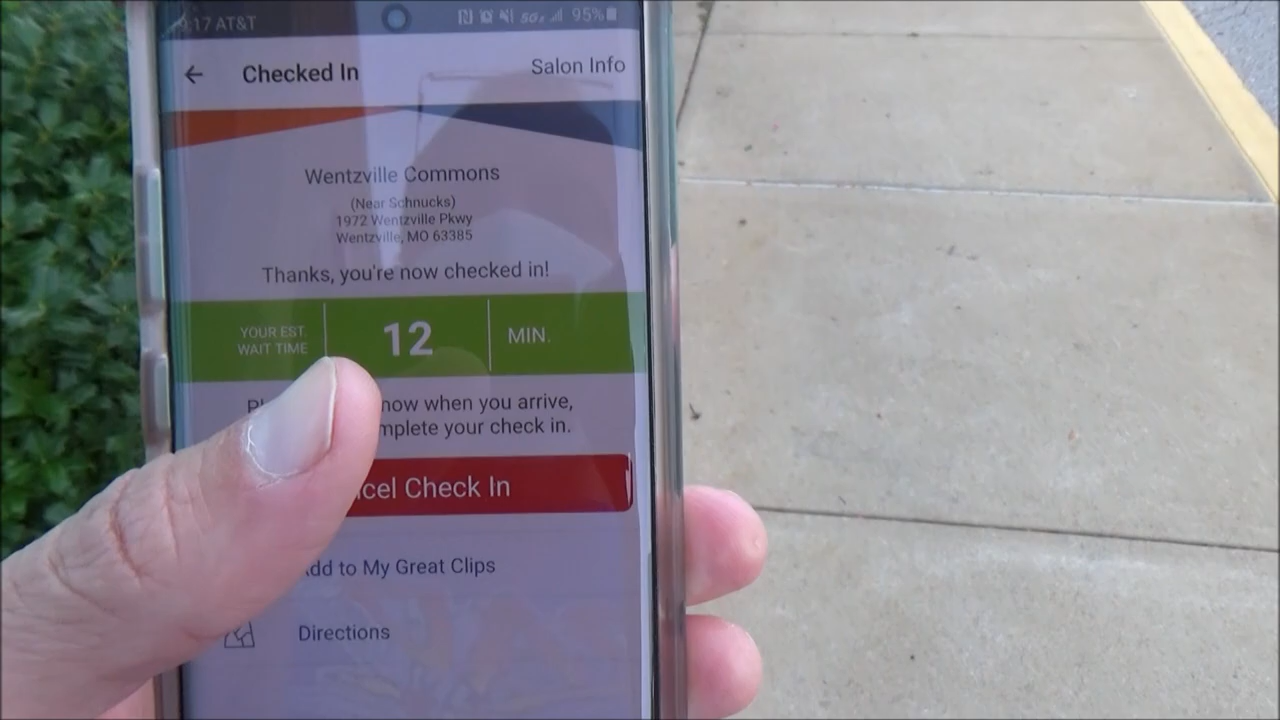 :17 AT&T 5G 95%
Checked In
Salon Info
Wentzville Commons
(Near Schnucks)
1972 Wentzville Pkwy
Wentzville, MO 63385
Thanks, you're now checked in!
YOUR EST.
WAIT TIME
12
MIN.
now when you arrive,
mplete your check in.
cel Check In
dd to My Great Clips
Directions